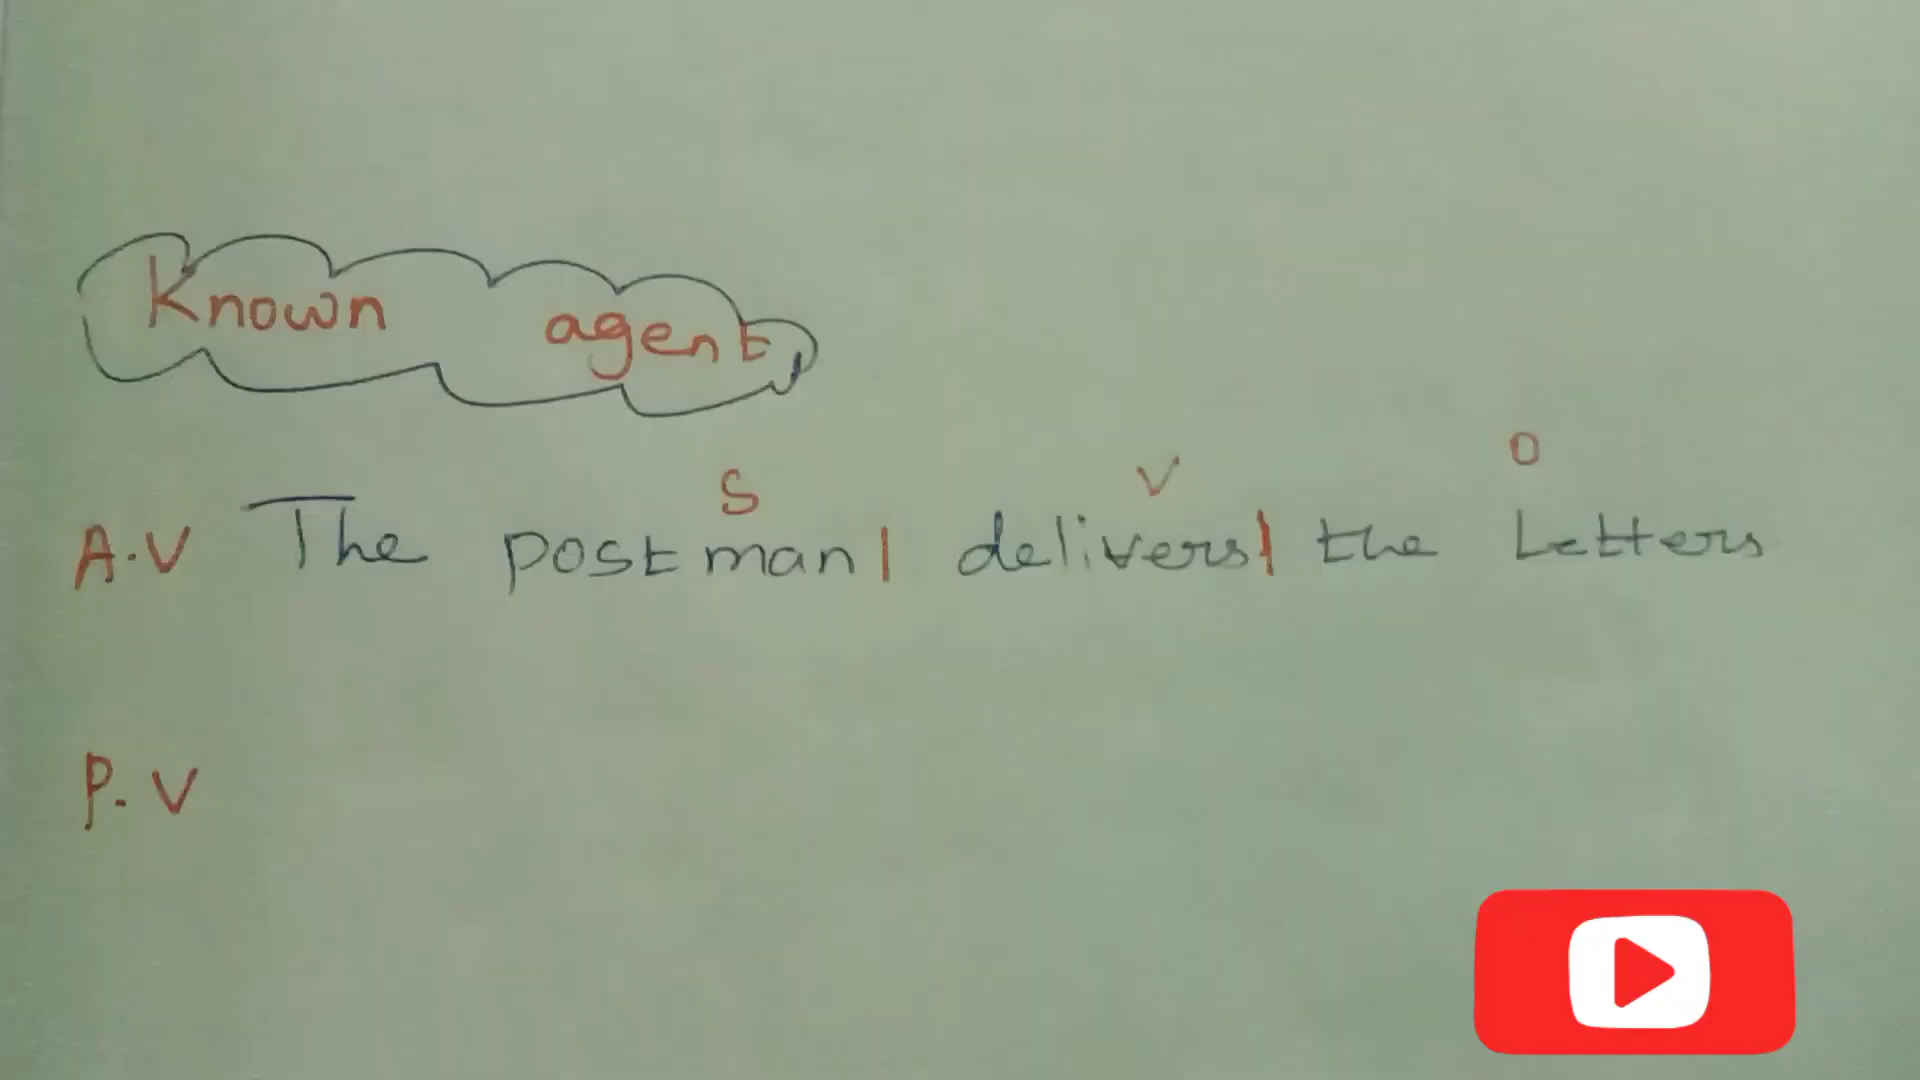 Known agent
S V O
A.V The postman| delivers| the Letters
P.V